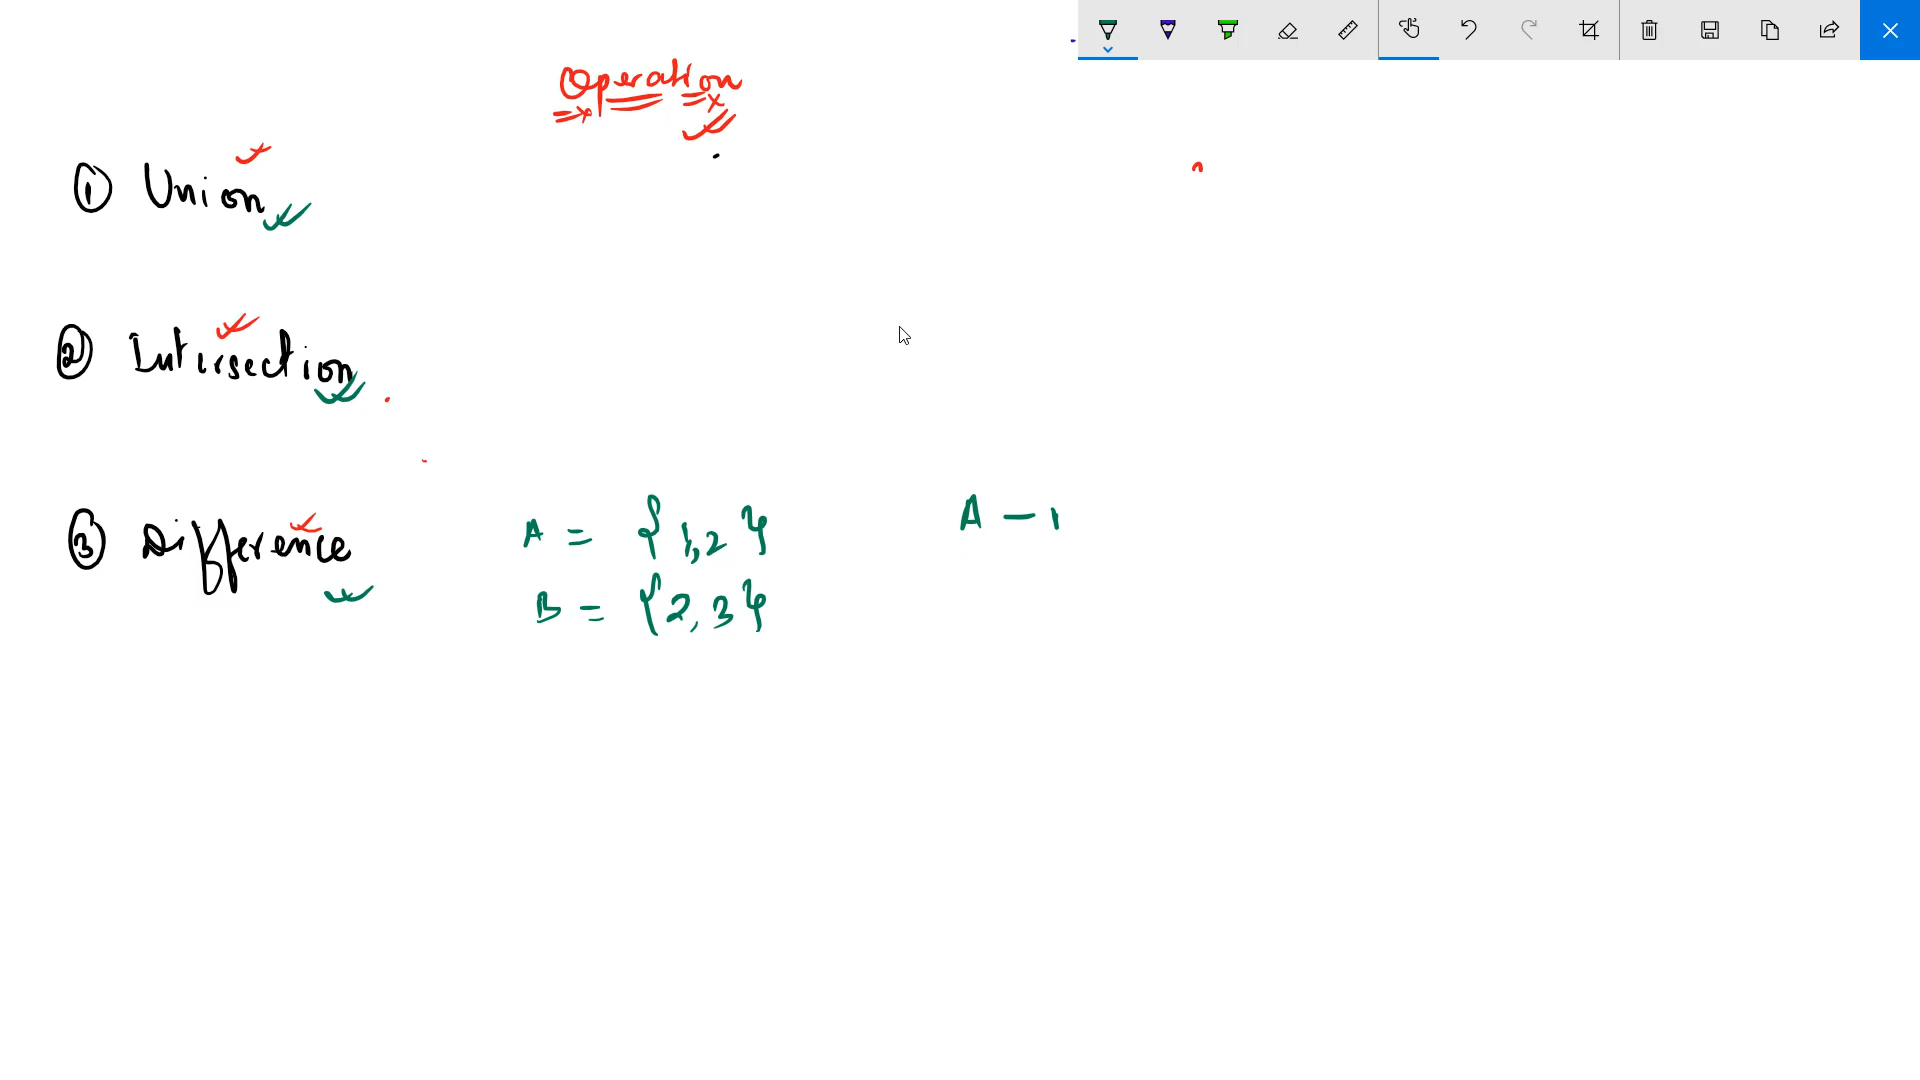 Operation
① Union
② Intersection
③ Difference
A = {1,2}
A -
B = {2,3}